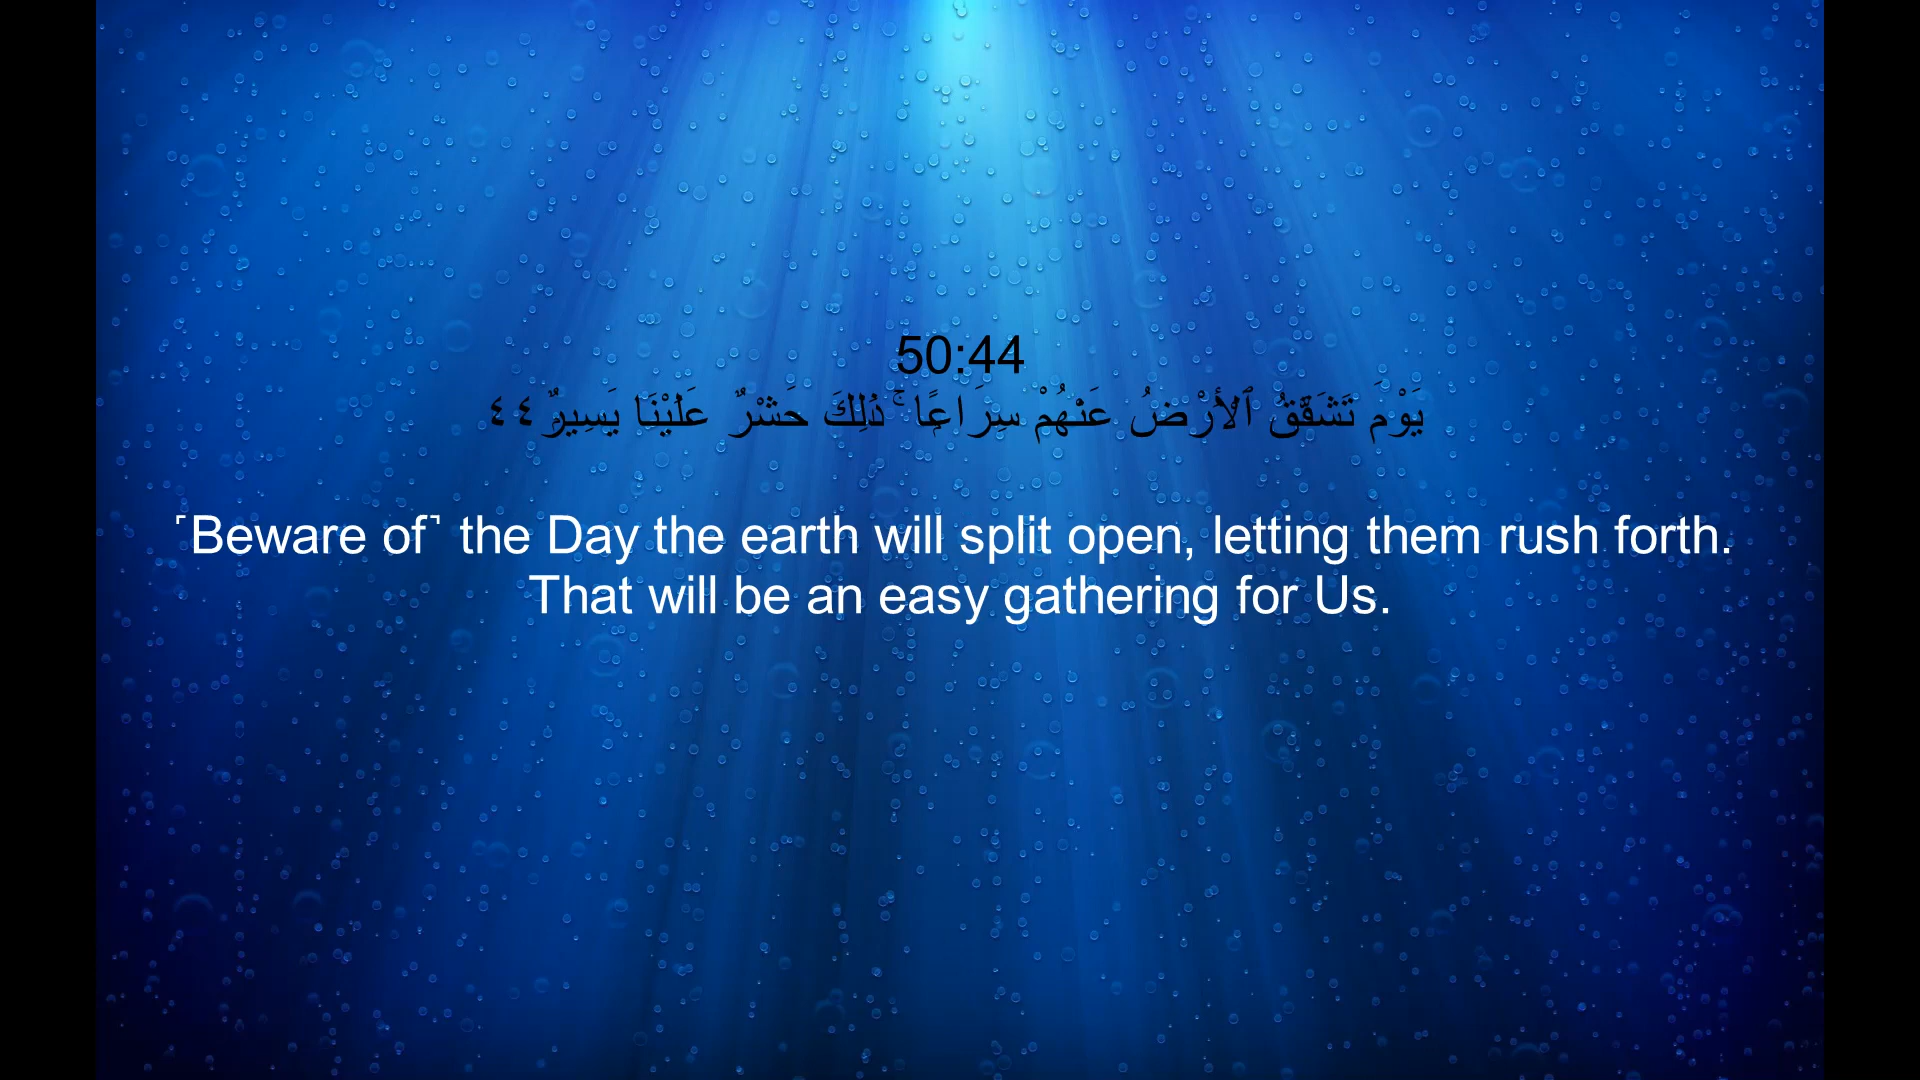 50:44
يَوْمَ تَشَقَّقُ ٱلْأَرْضُ عَنْهُمْ سِرَاعًۭا ۚ ذَٰلِكَ حَشْرٌ عَلَيْنَا يَسِيرٌۭ ٤٤
⸢Beware of⸣ the Day the earth will split open, letting them rush forth.
That will be an easy gathering for Us.